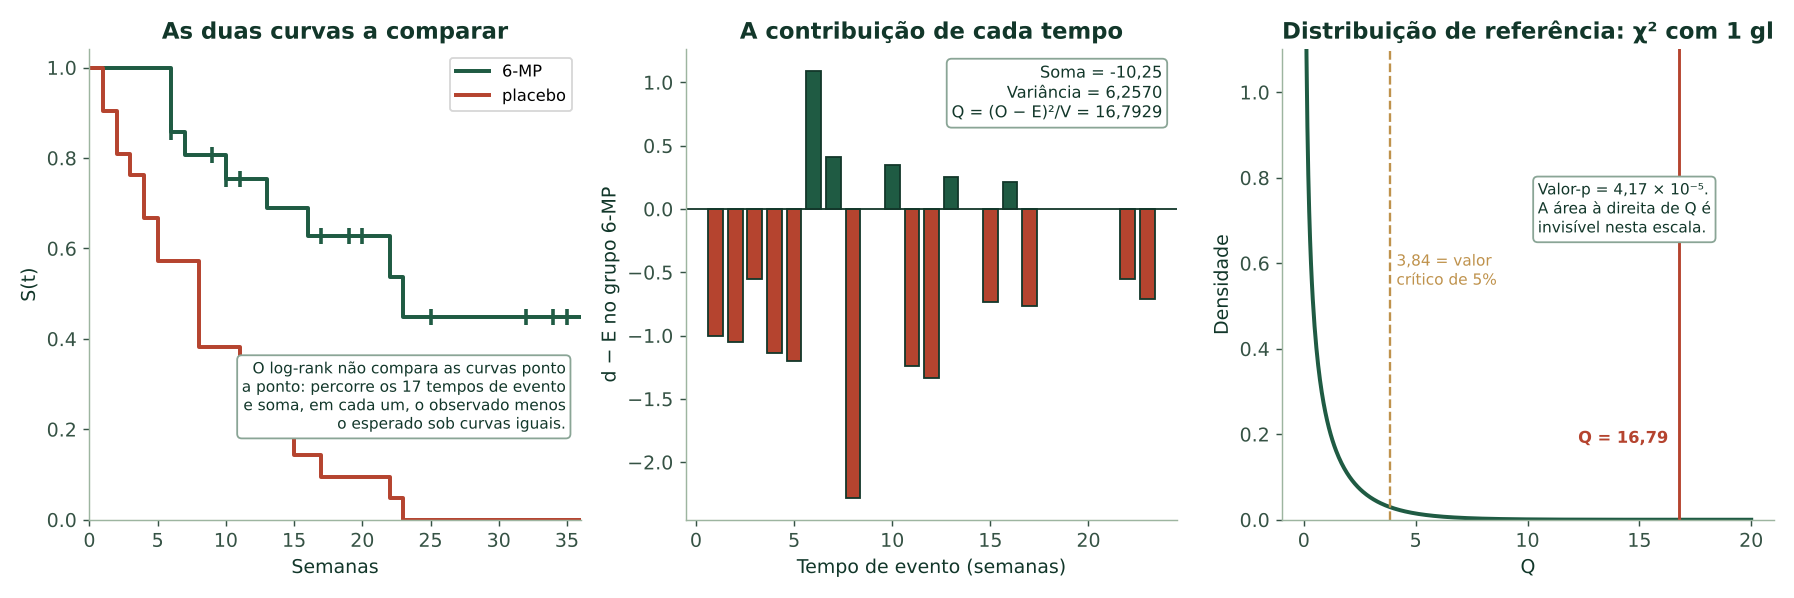 As duas curvas a comparar
S(t)
1.0
0.8
0.6
0.4
0.2
0.0
6-MP
placebo
O log-rank não compara as curvas ponto
a ponto: percorre os 17 tempos de evento
e soma, em cada um, o observado menos
o esperado sob curvas iguais.
0 5 10 15 20 25 30 35
Semanas
A contribuição de cada tempo
d − E no grupo 6-MP
1.0
0.5
0.0
−0.5
−1.0
−1.5
−2.0
Soma = -10,25
Variância = 6,2570
Q = (O − E)²/V = 16,7929
0 5 10 15 20
Tempo de evento (semanas)
Distribuição de referência: χ² com 1 gl
Densidade
1.0
0.8
0.6
0.4
0.2
0.0
Valor-p = 4,17 × 10⁻⁵.
A área à direita de Q é
invisível nesta escala.
3,84 = valor
crítico de 5%
Q = 16,79
0 5 10 15 20
Q